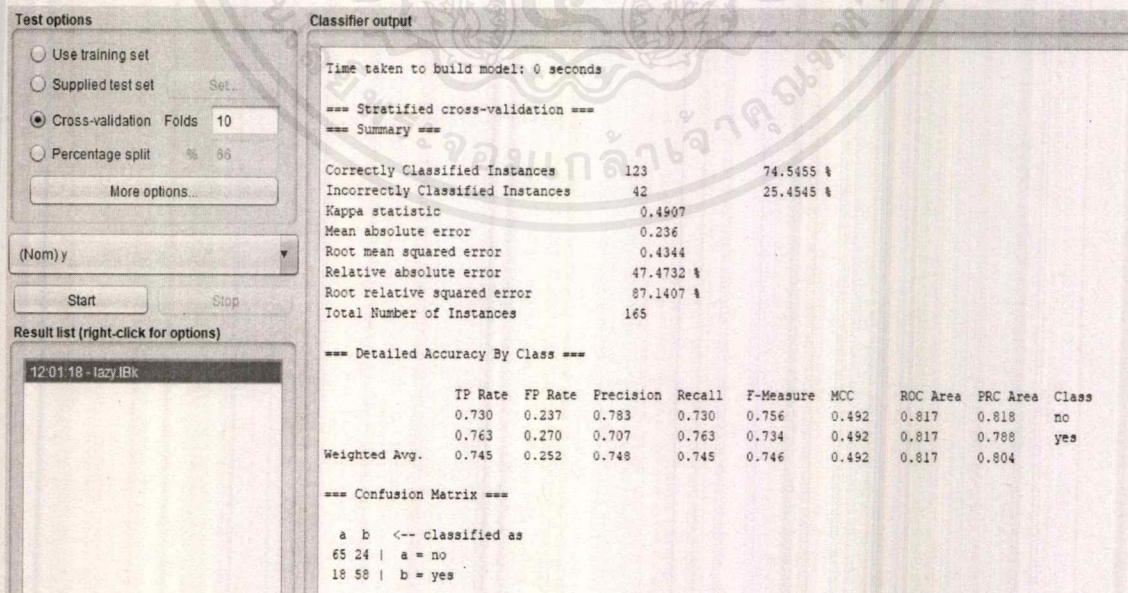 Test options
Use training set
Supplied test set Set...
Cross-validation Folds 10
Percentage split % 66
More options...
(Nom) y
Start Stop
Result list (right-click for options)
12:01:18 - lazy.IBk
Classifier output
Time taken to build model: 0 seconds
=== Stratified cross-validation ===
=== Summary ===
Correctly Classified Instances 123 74.5455 %
Incorrectly Classified Instances 42 25.4545 %
Kappa statistic 0.4907
Mean absolute error 0.236
Root mean squared error 0.4344
Relative absolute error 47.4732 %
Root relative squared error 87.1407 %
Total Number of Instances 165
=== Detailed Accuracy By Class ===
TP Rate FP Rate Precision Recall F-Measure MCC ROC Area PRC Area Class
0.730 0.237 0.783 0.730 0.756 0.492 0.817 0.818 no
0.763 0.270 0.707 0.763 0.734 0.492 0.817 0.788 yes
Weighted Avg. 0.745 0.252 0.748 0.745 0.746 0.492 0.817 0.804
=== Confusion Matrix ===
a b <-- classified as
65 24 | a = no
18 58 | b = yes